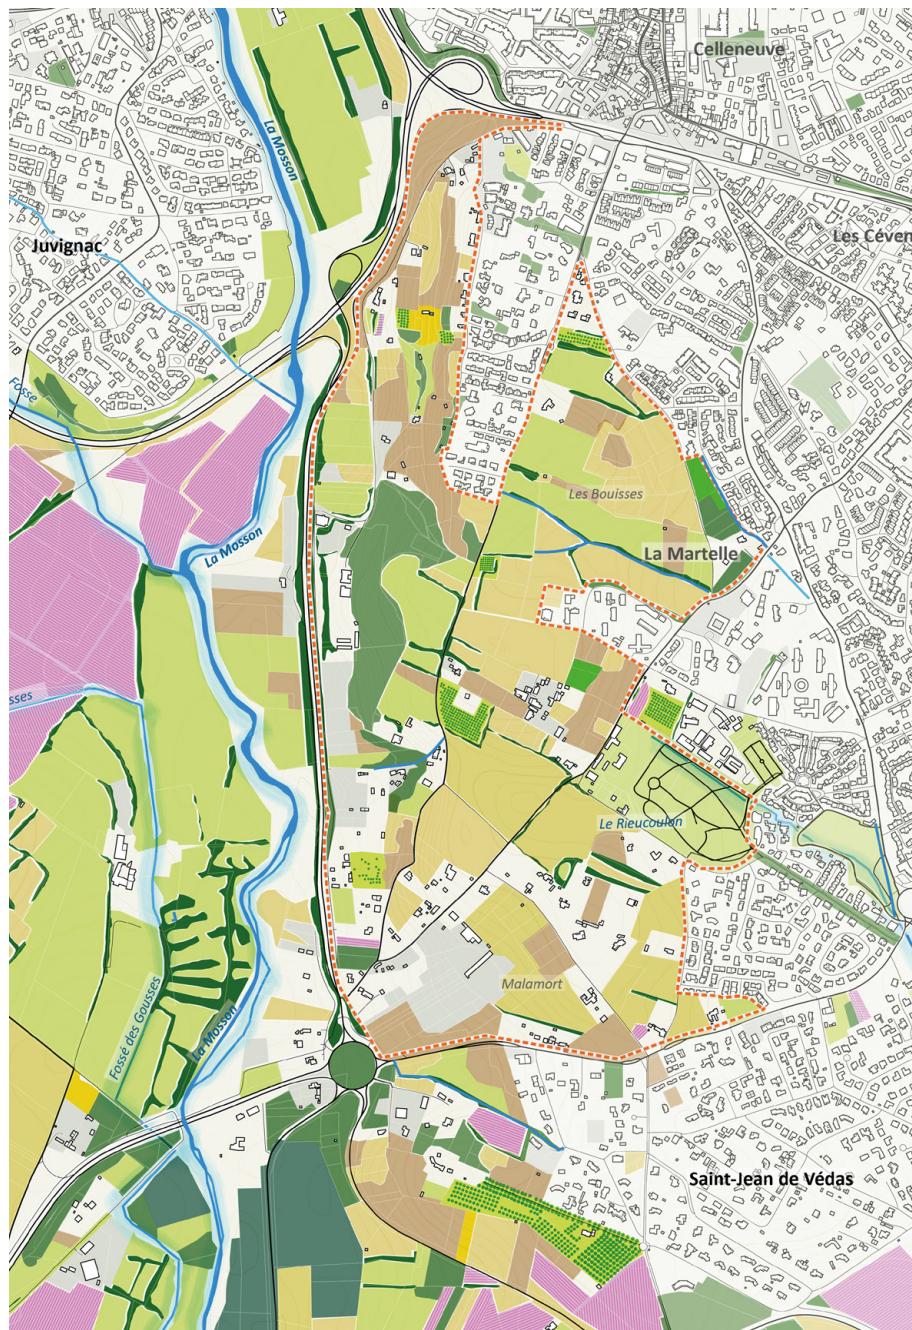 Celleneuve
La Mosson
Les Céven
Juvignac
Fosse
Les Bouisses
La Mosson
La Martelle
sses
Le Rieucoulon
Malamort
Fossé des Gousses
La Mosson
Saint-Jean de Védas